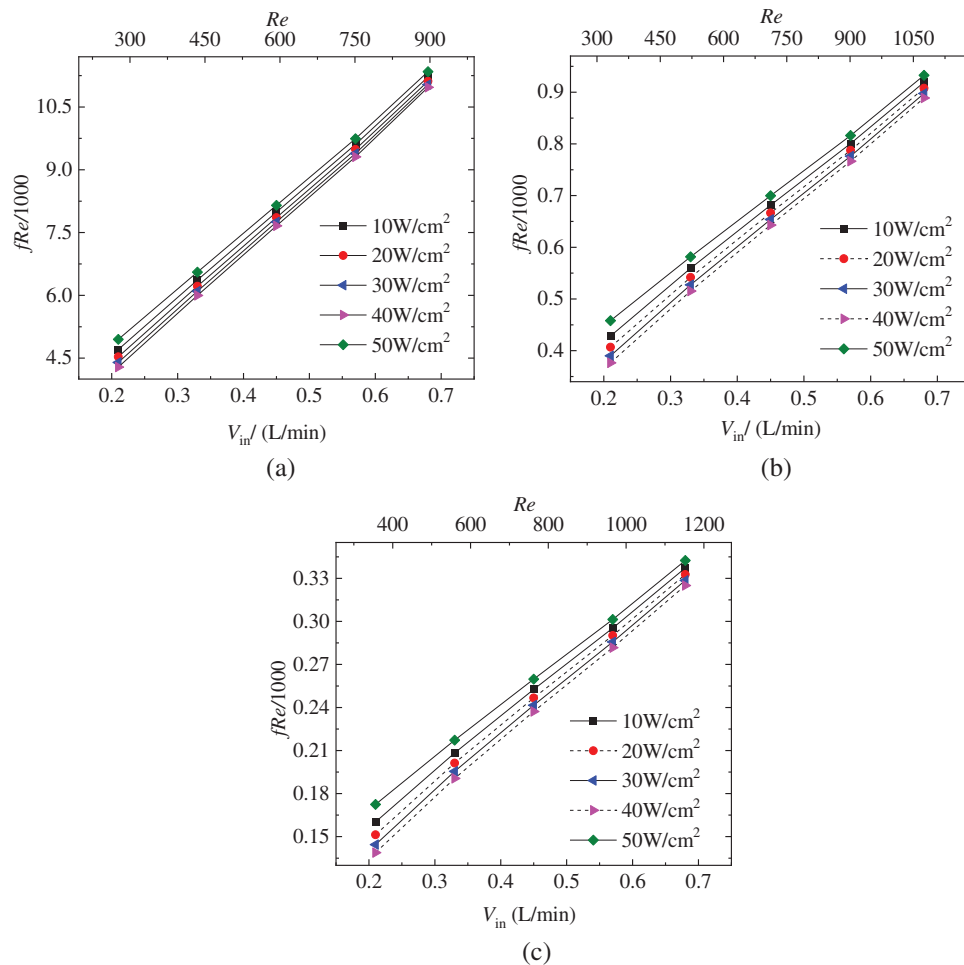 Re
300 450 600 750 900
10.5
9.0
7.5
6.0
4.5
fRe/1000
10W/cm²
20W/cm²
30W/cm²
40W/cm²
50W/cm²
0.2 0.3 0.4 0.5 0.6 0.7
V_in/ (L/min)
(a)
Re
300 450 600 750 900 1050
0.9
0.8
0.7
0.6
0.5
0.4
fRe/1000
10W/cm²
20W/cm²
30W/cm²
40W/cm²
50W/cm²
0.2 0.3 0.4 0.5 0.6 0.7
V_in/ (L/min)
(b)
Re
400 600 800 1000 1200
0.33
0.30
0.27
0.24
0.21
0.18
0.15
fRe/1000
10W/cm²
20W/cm²
30W/cm²
40W/cm²
50W/cm²
0.2 0.3 0.4 0.5 0.6 0.7
V_in (L/min)
(c)